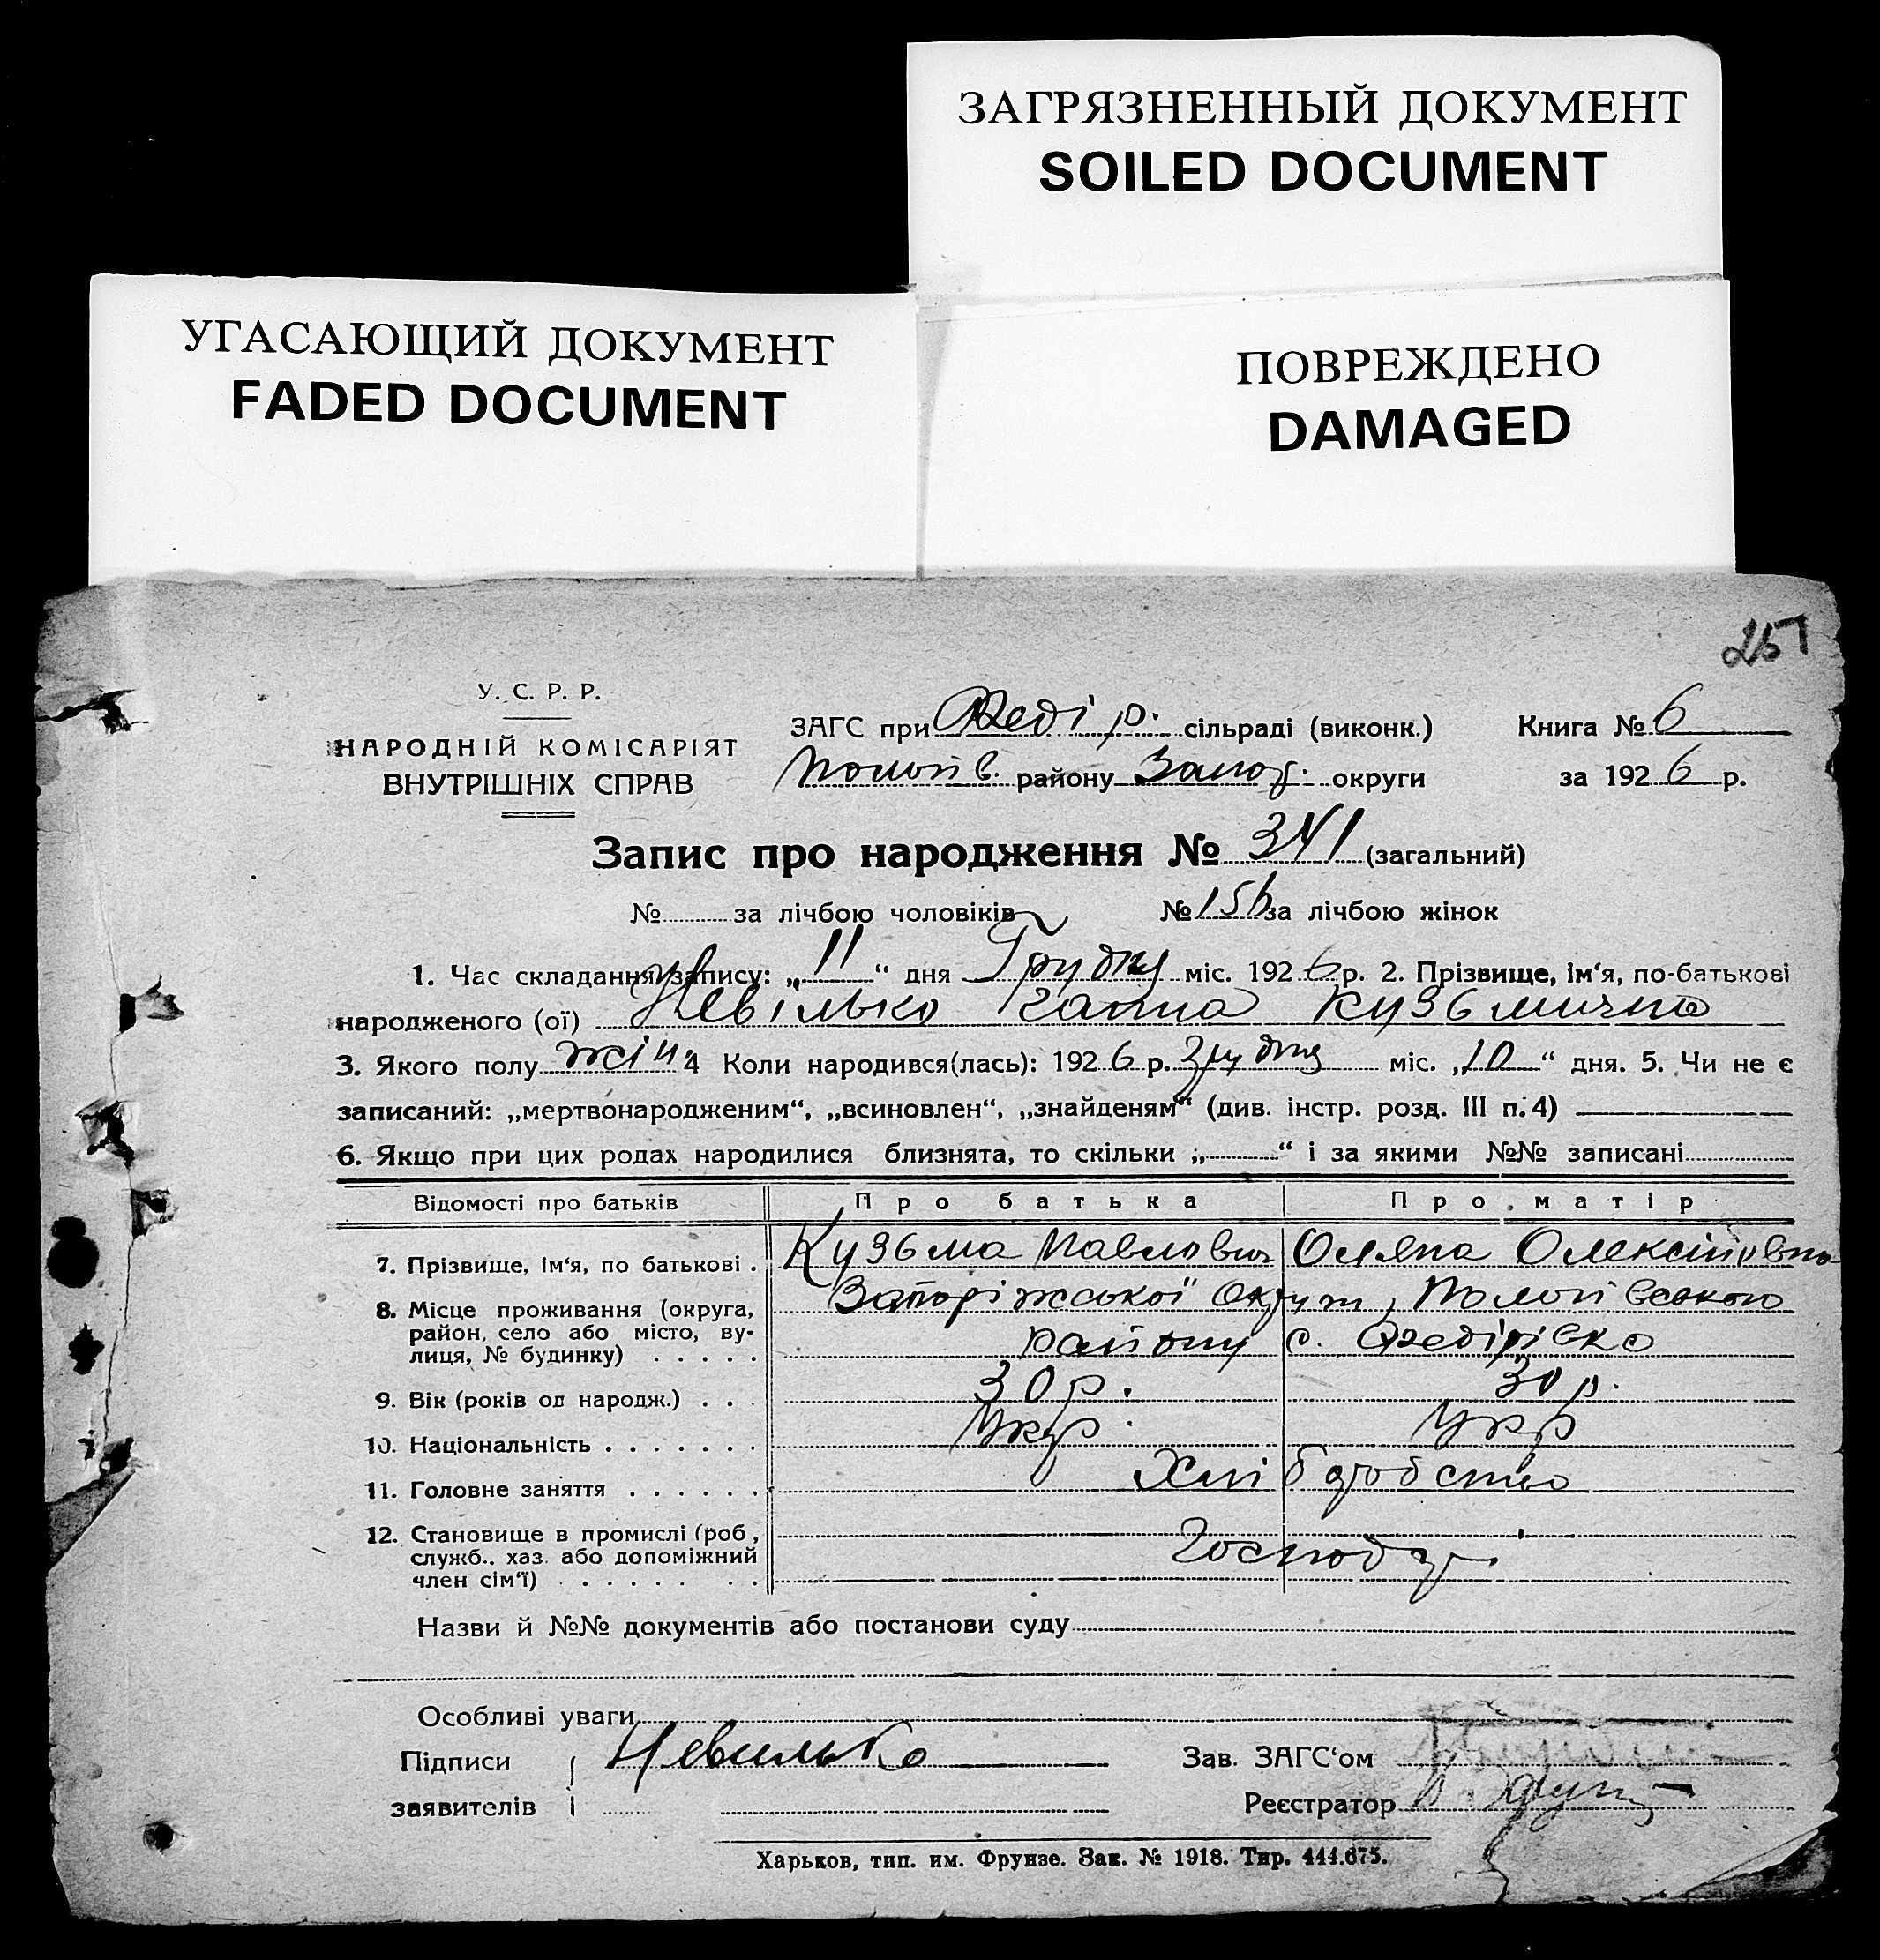 ЗАГРЯЗНЕННЫЙ ДОКУМЕНТ
SOILED DOCUMENT
УГАСАЮЩИЙ ДОКУМЕНТ
FADED DOCUMENT
ПОВРЕЖДЕНО
DAMAGED
251
У. С. Р. Р.
НАРОДНІЙ КОМІСАРІЯТ
ВНУТРІШНІХ СПРАВ
ЗАГС при Федір. сільраді (виконк.) Книга № 6
Пологів. району Запор. округи за 1926 р.
Запис про народження № 341 (загальний)
№ за лічбою чоловіків № 156 за лічбою жінок
1. Час складання запису: „11“ дня Грудня міс. 1926 р. 2. Прізвище, ім‘я, по-батькові
народженого (ої) Невілько Ганна Кузьмична
3. Якого полу жін. 4 Коли народився(лась): 1926 р. Грудня міс. „10“ дня. 5. Чи не є
записаний: „мертвонародженим“, „всиновлен“, „знайденям“ (див. інстр. розд. III п. 4)
6. Якщо при цих родах народилися близнята, то скільки „ “ і за якими №№ записані
Відомості про батьків Про батька Про матір
7. Прізвище, ім‘я, по батькові . Кузьма Павлович Оляна Олексіївна
8. Місце проживання (округа, район, село або місто, вулиця, № будинку) . . . . . Запоріжської Округи, Пологівського
району с. Федірівка
9. Вік (років од народж.) . . . 30 р. 30 р.
10. Національність . . . . . . . Укр. Укр
11. Головне заняття . . . . . . Хліборобство
12. Становище в промислі (роб, служб., хаз. або допоміжний член сім‘ї) . . . . . . . . Господар.
Назви й №№ документів або постанови суду
Особливі уваги
Підписи Невилько Зав. ЗАГС‘ом
заявителів Реєстратор
Харьков, тип. им. Фрунзе. Зак. № 1918. Тир. 444.675.